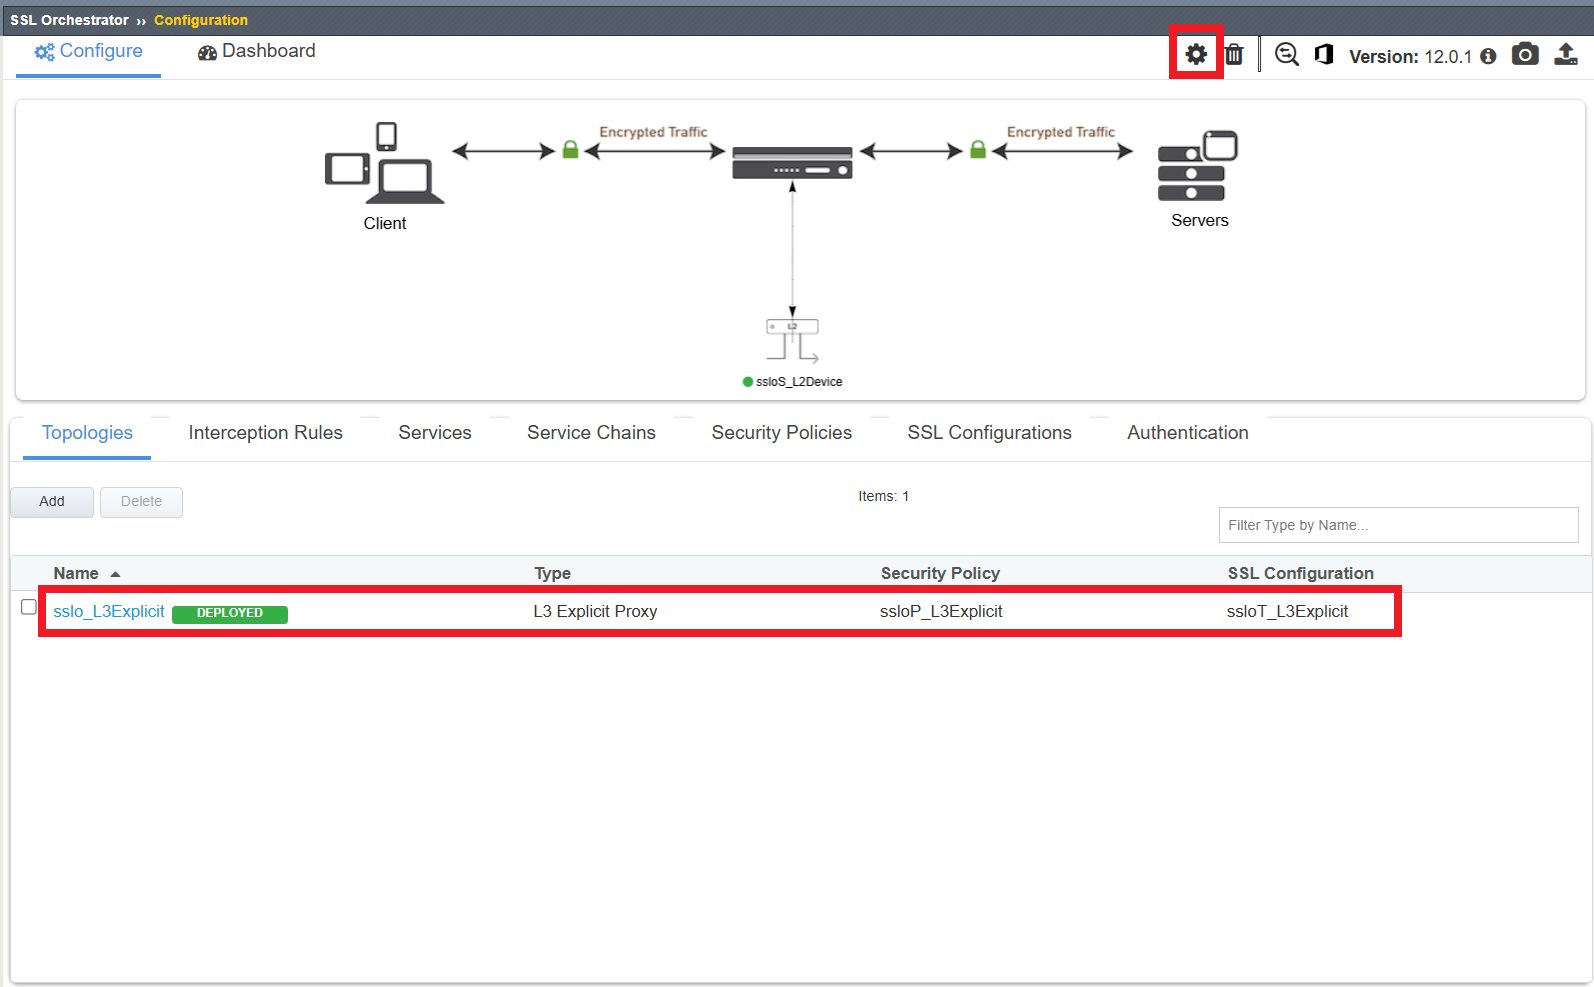 SSL Orchestrator ›› Configuration
Configure
Dashboard
Version: 12.0.1
Encrypted Traffic
Encrypted Traffic
Client
Servers
L2
ssloS_L2Device
Topologies
Interception Rules
Services
Service Chains
Security Policies
SSL Configurations
Authentication
Add
Delete
Items: 1
Filter Type by Name...
Name
Type
Security Policy
SSL Configuration
sslo_L3Explicit
DEPLOYED
L3 Explicit Proxy
ssloP_L3Explicit
ssloT_L3Explicit